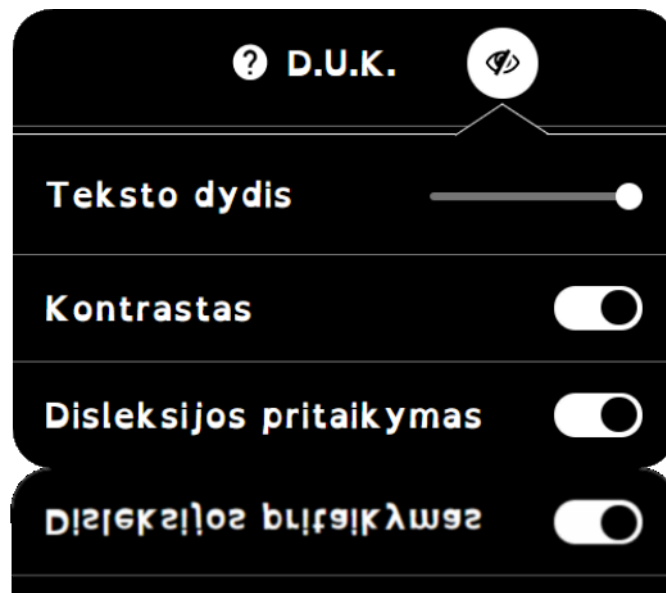 ? D.U.K.
Teksto dydis
Kontrastas
Disleksijos pritaikymas
Disleksijos pritaikymas